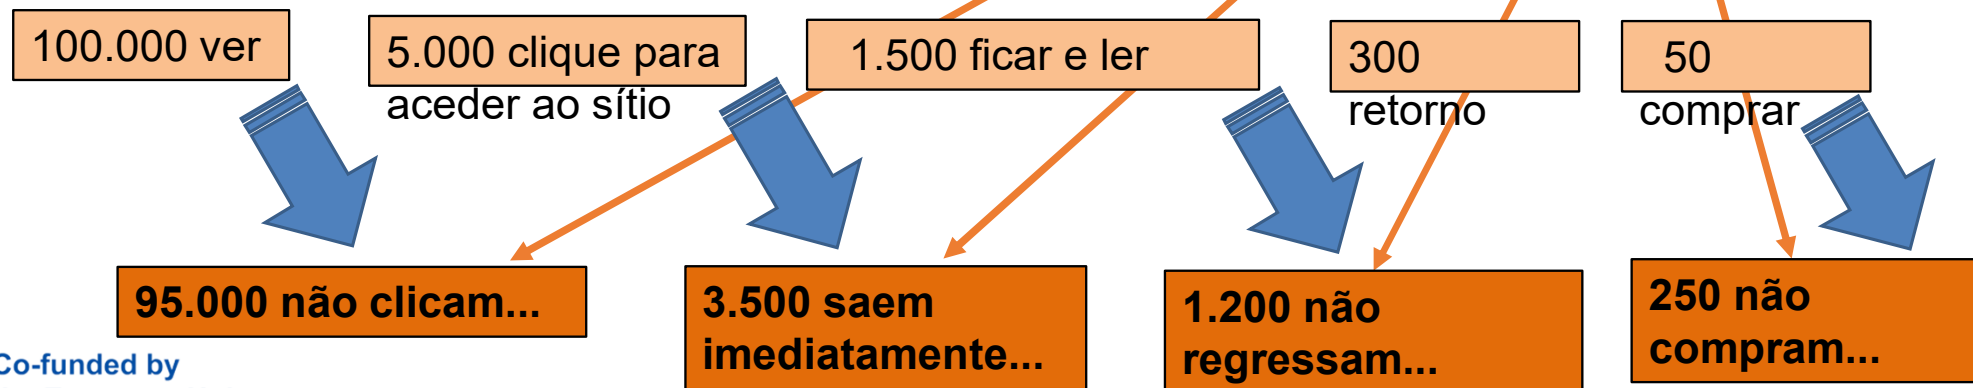 100.000 ver
5.000 clique para
aceder ao sítio
1.500 ficar e ler
300
retorno
50
comprar
95.000 não clicam...
3.500 saem
imediatamente...
1.200 não
regressam...
250 não
compram...
Co-funded by